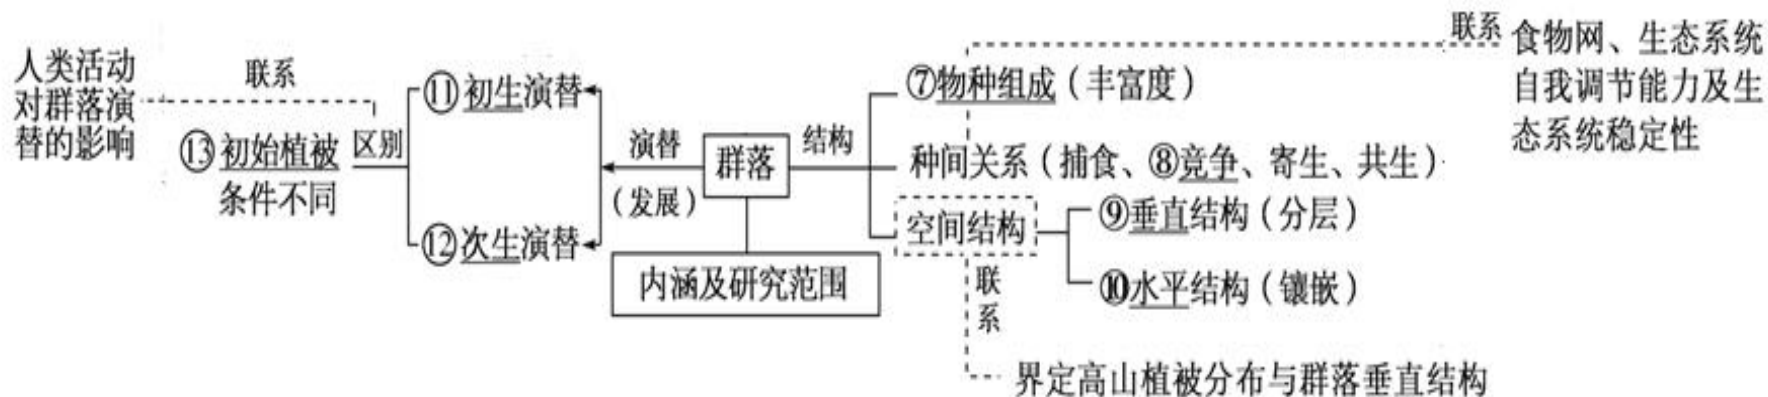 人类活动
对群落演
替的影响
联系
⑬初始植被
条件不同
区别
⑪初生演替
⑫次生演替
演替
（发展）
群落
内涵及研究范围
结构
⑦物种组成（丰富度）
种间关系（捕食、⑧竞争、寄生、共生）
空间结构
⑨垂直结构（分层）
⑩水平结构（镶嵌）
联系
界定高山植被分布与群落垂直结构
联系
食物网、生态系统
自我调节能力及生
态系统稳定性